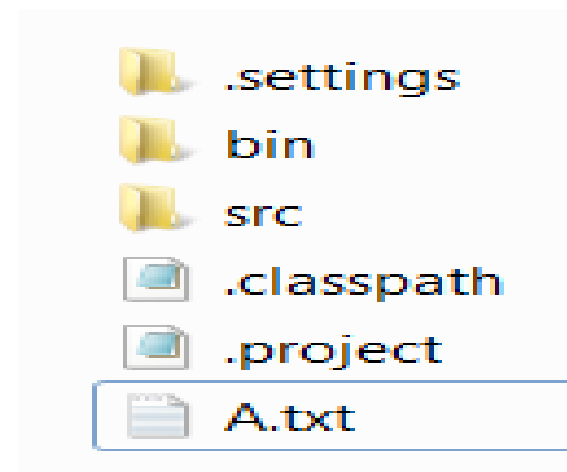 .settings
bin
src
.classpath
.project
A.txt